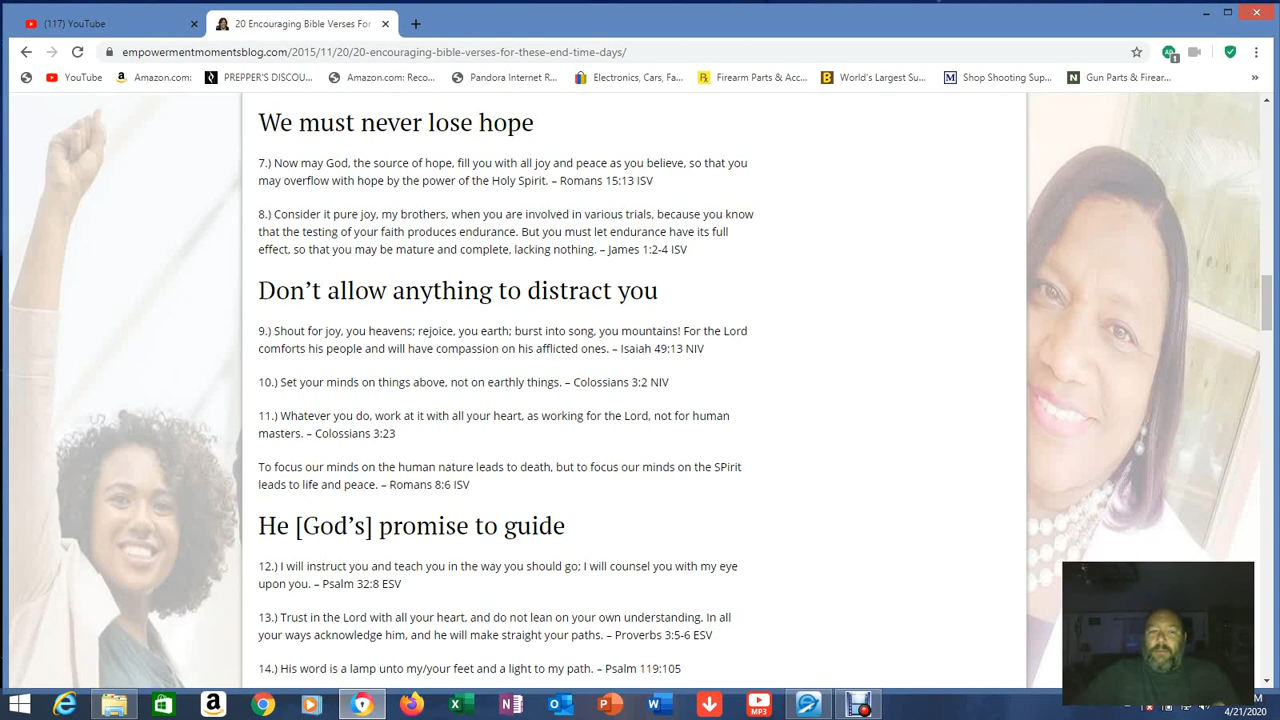 (117) YouTube
20 Encouraging Bible Verses For
empowermentmomentsblog.com/2015/11/20/20-encouraging-bible-verses-for-these-end-time-days/
YouTube
Amazon.com:
PREPPER'S DISCOU...
Amazon.com: Reco...
Pandora Internet R...
Electronics, Cars, Fa...
Firearm Parts & Acc...
World's Largest Su...
Shop Shooting Sup...
Gun Parts & Firear...
We must never lose hope
7.) Now may God, the source of hope, fill you with all joy and peace as you believe, so that you
may overflow with hope by the power of the Holy Spirit. – Romans 15:13 ISV
8.) Consider it pure joy, my brothers, when you are involved in various trials, because you know
that the testing of your faith produces endurance. But you must let endurance have its full
effect, so that you may be mature and complete, lacking nothing. – James 1:2-4 ISV
Don't allow anything to distract you
9.) Shout for joy, you heavens; rejoice, you earth; burst into song, you mountains! For the Lord
comforts his people and will have compassion on his afflicted ones. – Isaiah 49:13 NIV
10.) Set your minds on things above, not on earthly things. – Colossians 3:2 NIV
11.) Whatever you do, work at it with all your heart, as working for the Lord, not for human
masters. – Colossians 3:23
To focus our minds on the human nature leads to death, but to focus our minds on the SPirit
leads to life and peace. – Romans 8:6 ISV
He [God's] promise to guide
12.) I will instruct you and teach you in the way you should go; I will counsel you with my eye
upon you. – Psalm 32:8 ESV
13.) Trust in the Lord with all your heart, and do not lean on your own understanding. In all
your ways acknowledge him, and he will make straight your paths. – Proverbs 3:5-6 ESV
14.) His word is a lamp unto my/your feet and a light to my path. – Psalm 119:105
MP3
4/21/2020